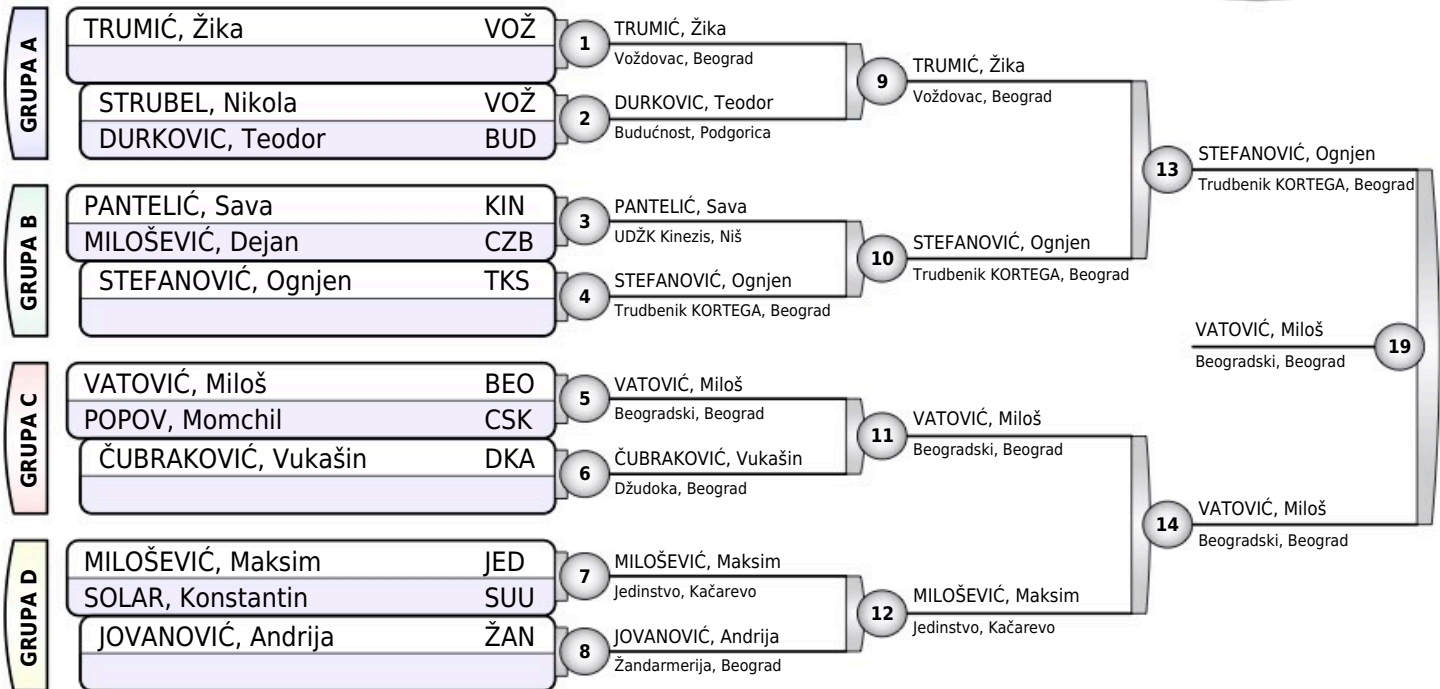 GRUPA A
TRUMIĆ, Žika VOŽ
STRUBEL, Nikola VOŽ
DURKOVIC, Teodor BUD
GRUPA B
PANTELIĆ, Sava KIN
MILOŠEVIĆ, Dejan CZB
STEFANOVIĆ, Ognjen TKS
GRUPA C
VATOVIĆ, Miloš BEO
POPOV, Momchil CSK
ČUBRAKOVIĆ, Vukašin DKA
GRUPA D
MILOŠEVIĆ, Maksim JED
SOLAR, Konstantin SUU
JOVANOVIĆ, Andrija ŽAN
1 TRUMIĆ, Žika
Voždovac, Beograd
2 DURKOVIC, Teodor
Budućnost, Podgorica
3 PANTELIĆ, Sava
UDŽK Kinezis, Niš
4 STEFANOVIĆ, Ognjen
Trudbenik KORTEGA, Beograd
5 VATOVIĆ, Miloš
Beogradski, Beograd
6 ČUBRAKOVIĆ, Vukašin
Džudoka, Beograd
7 MILOŠEVIĆ, Maksim
Jedinstvo, Kačarevo
8 JOVANOVIĆ, Andrija
Žandarmerija, Beograd
9 TRUMIĆ, Žika
Voždovac, Beograd
10 STEFANOVIĆ, Ognjen
Trudbenik KORTEGA, Beograd
11 VATOVIĆ, Miloš
Beogradski, Beograd
12 MILOŠEVIĆ, Maksim
Jedinstvo, Kačarevo
13 STEFANOVIĆ, Ognjen
Trudbenik KORTEGA, Beograd
14 VATOVIĆ, Miloš
Beogradski, Beograd
VATOVIĆ, Miloš 19
Beogradski, Beograd